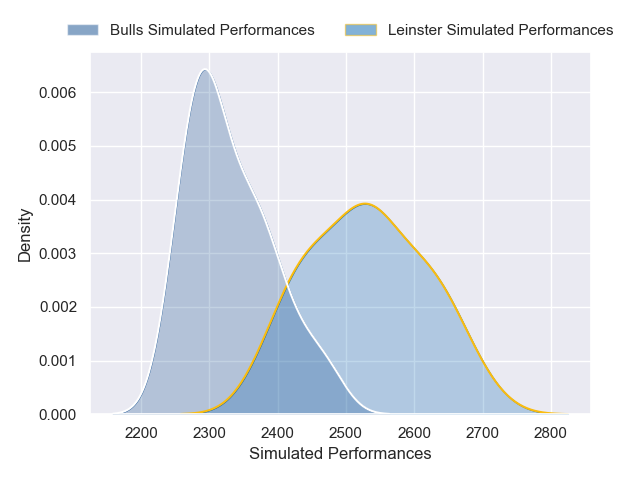 Bulls Simulated Performances Leinster Simulated Performances
0.006
0.005
0.004
0.003
0.002
0.001
0.000
Density
2200 2300 2400 2500 2600 2700 2800
Simulated Performances